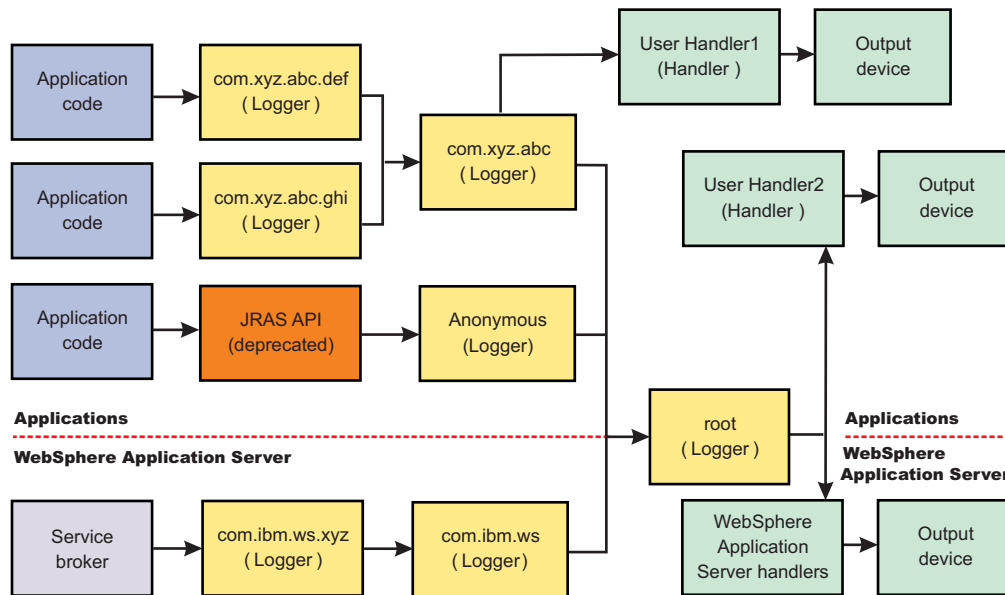 Application
code
com.xyz.abc.def
( Logger )
User Handler1
(Handler )
Output
device
Application
code
com.xyz.abc.ghi
( Logger )
com.xyz.abc
( Logger)
User Handler2
(Handler )
Output
device
Application
code
JRAS API
(deprecated)
Anonymous
(Logger)
Applications
WebSphere Application Server
root
( Logger )
Applications
WebSphere
Application Server
Service
broker
com.ibm.ws.xyz
( Logger )
com.ibm.ws
( Logger )
WebSphere
Application
Server handlers
Output
device